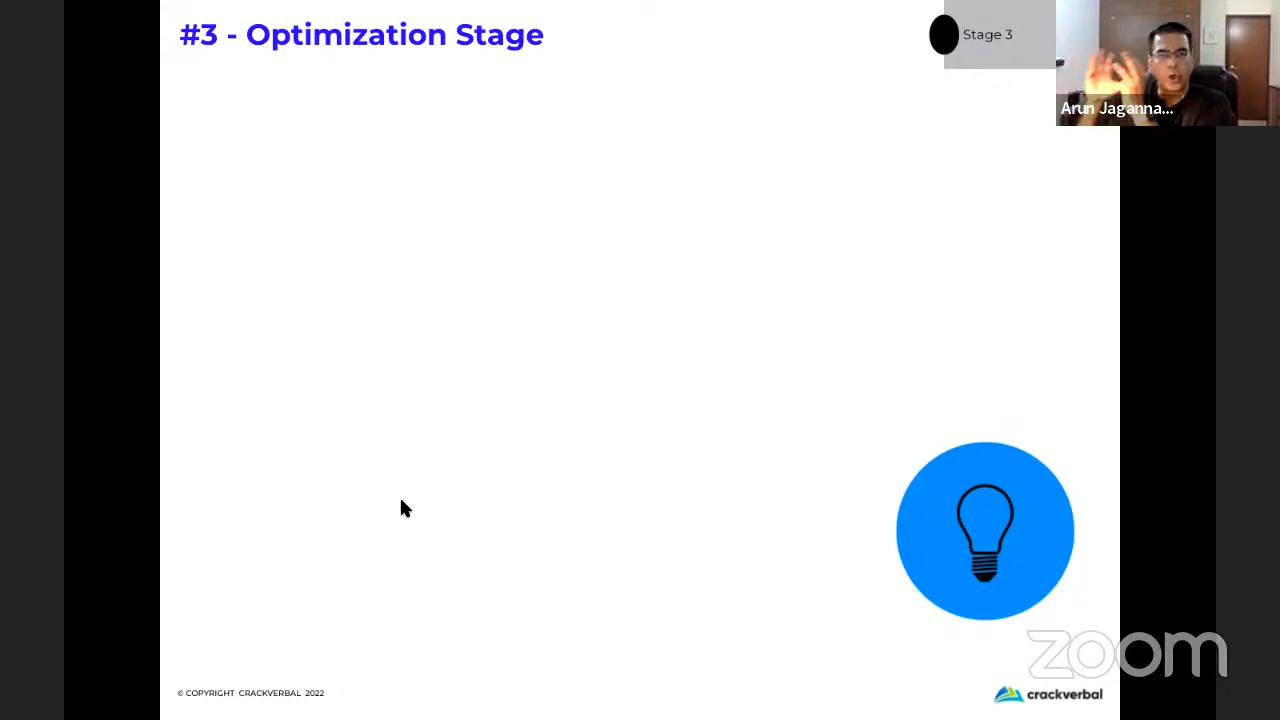 #3 - Optimization Stage
Stage 3
Arun Jaganna...
zoom
© COPYRIGHT CRACKVERBAL 2022
crackverbal